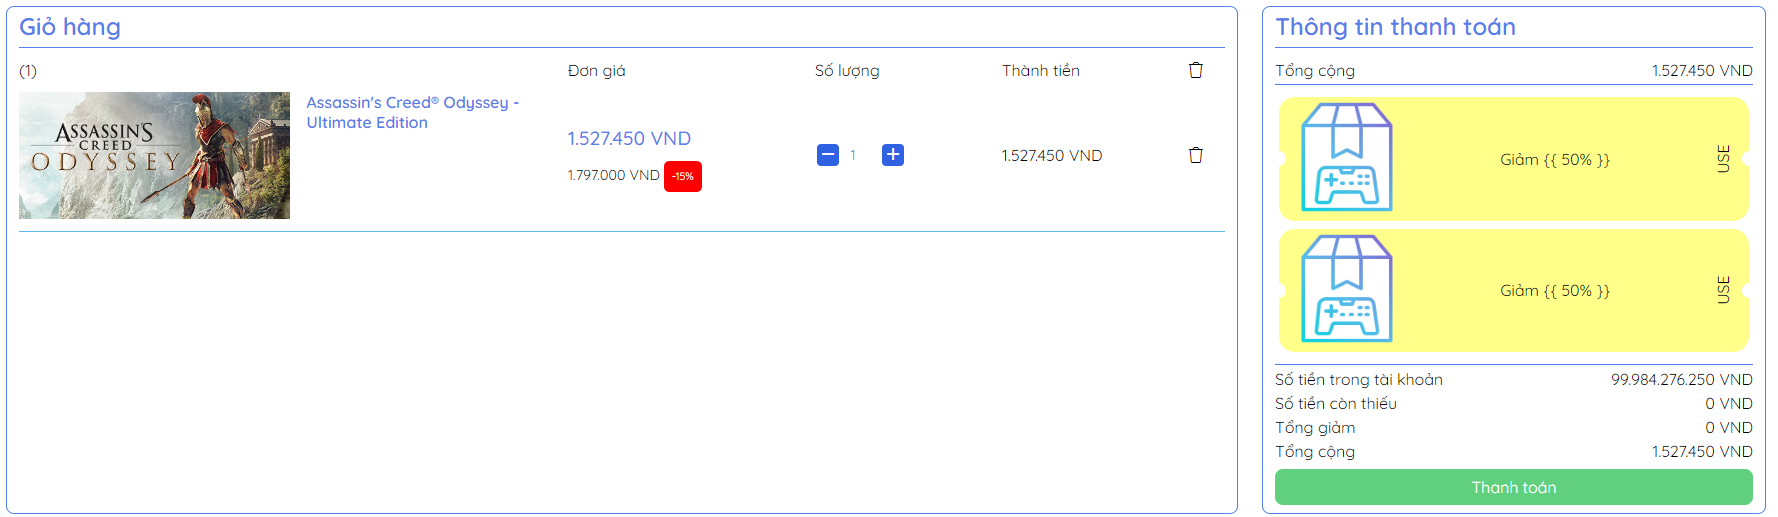 Giỏ hàng
(1) Đơn giá Số lượng Thành tiền
ASSASSIN'S
CREED
ODYSSEY
Assassin's Creed® Odyssey -
Ultimate Edition
1.527.450 VND
1.797.000 VND -15%
1
1.527.450 VND
Thông tin thanh toán
Tổng cộng 1.527.450 VND
Giảm {{ 50% }} USE
Giảm {{ 50% }} USE
Số tiền trong tài khoản 99.984.276.250 VND
Số tiền còn thiếu 0 VND
Tổng giảm 0 VND
Tổng cộng 1.527.450 VND
Thanh toán